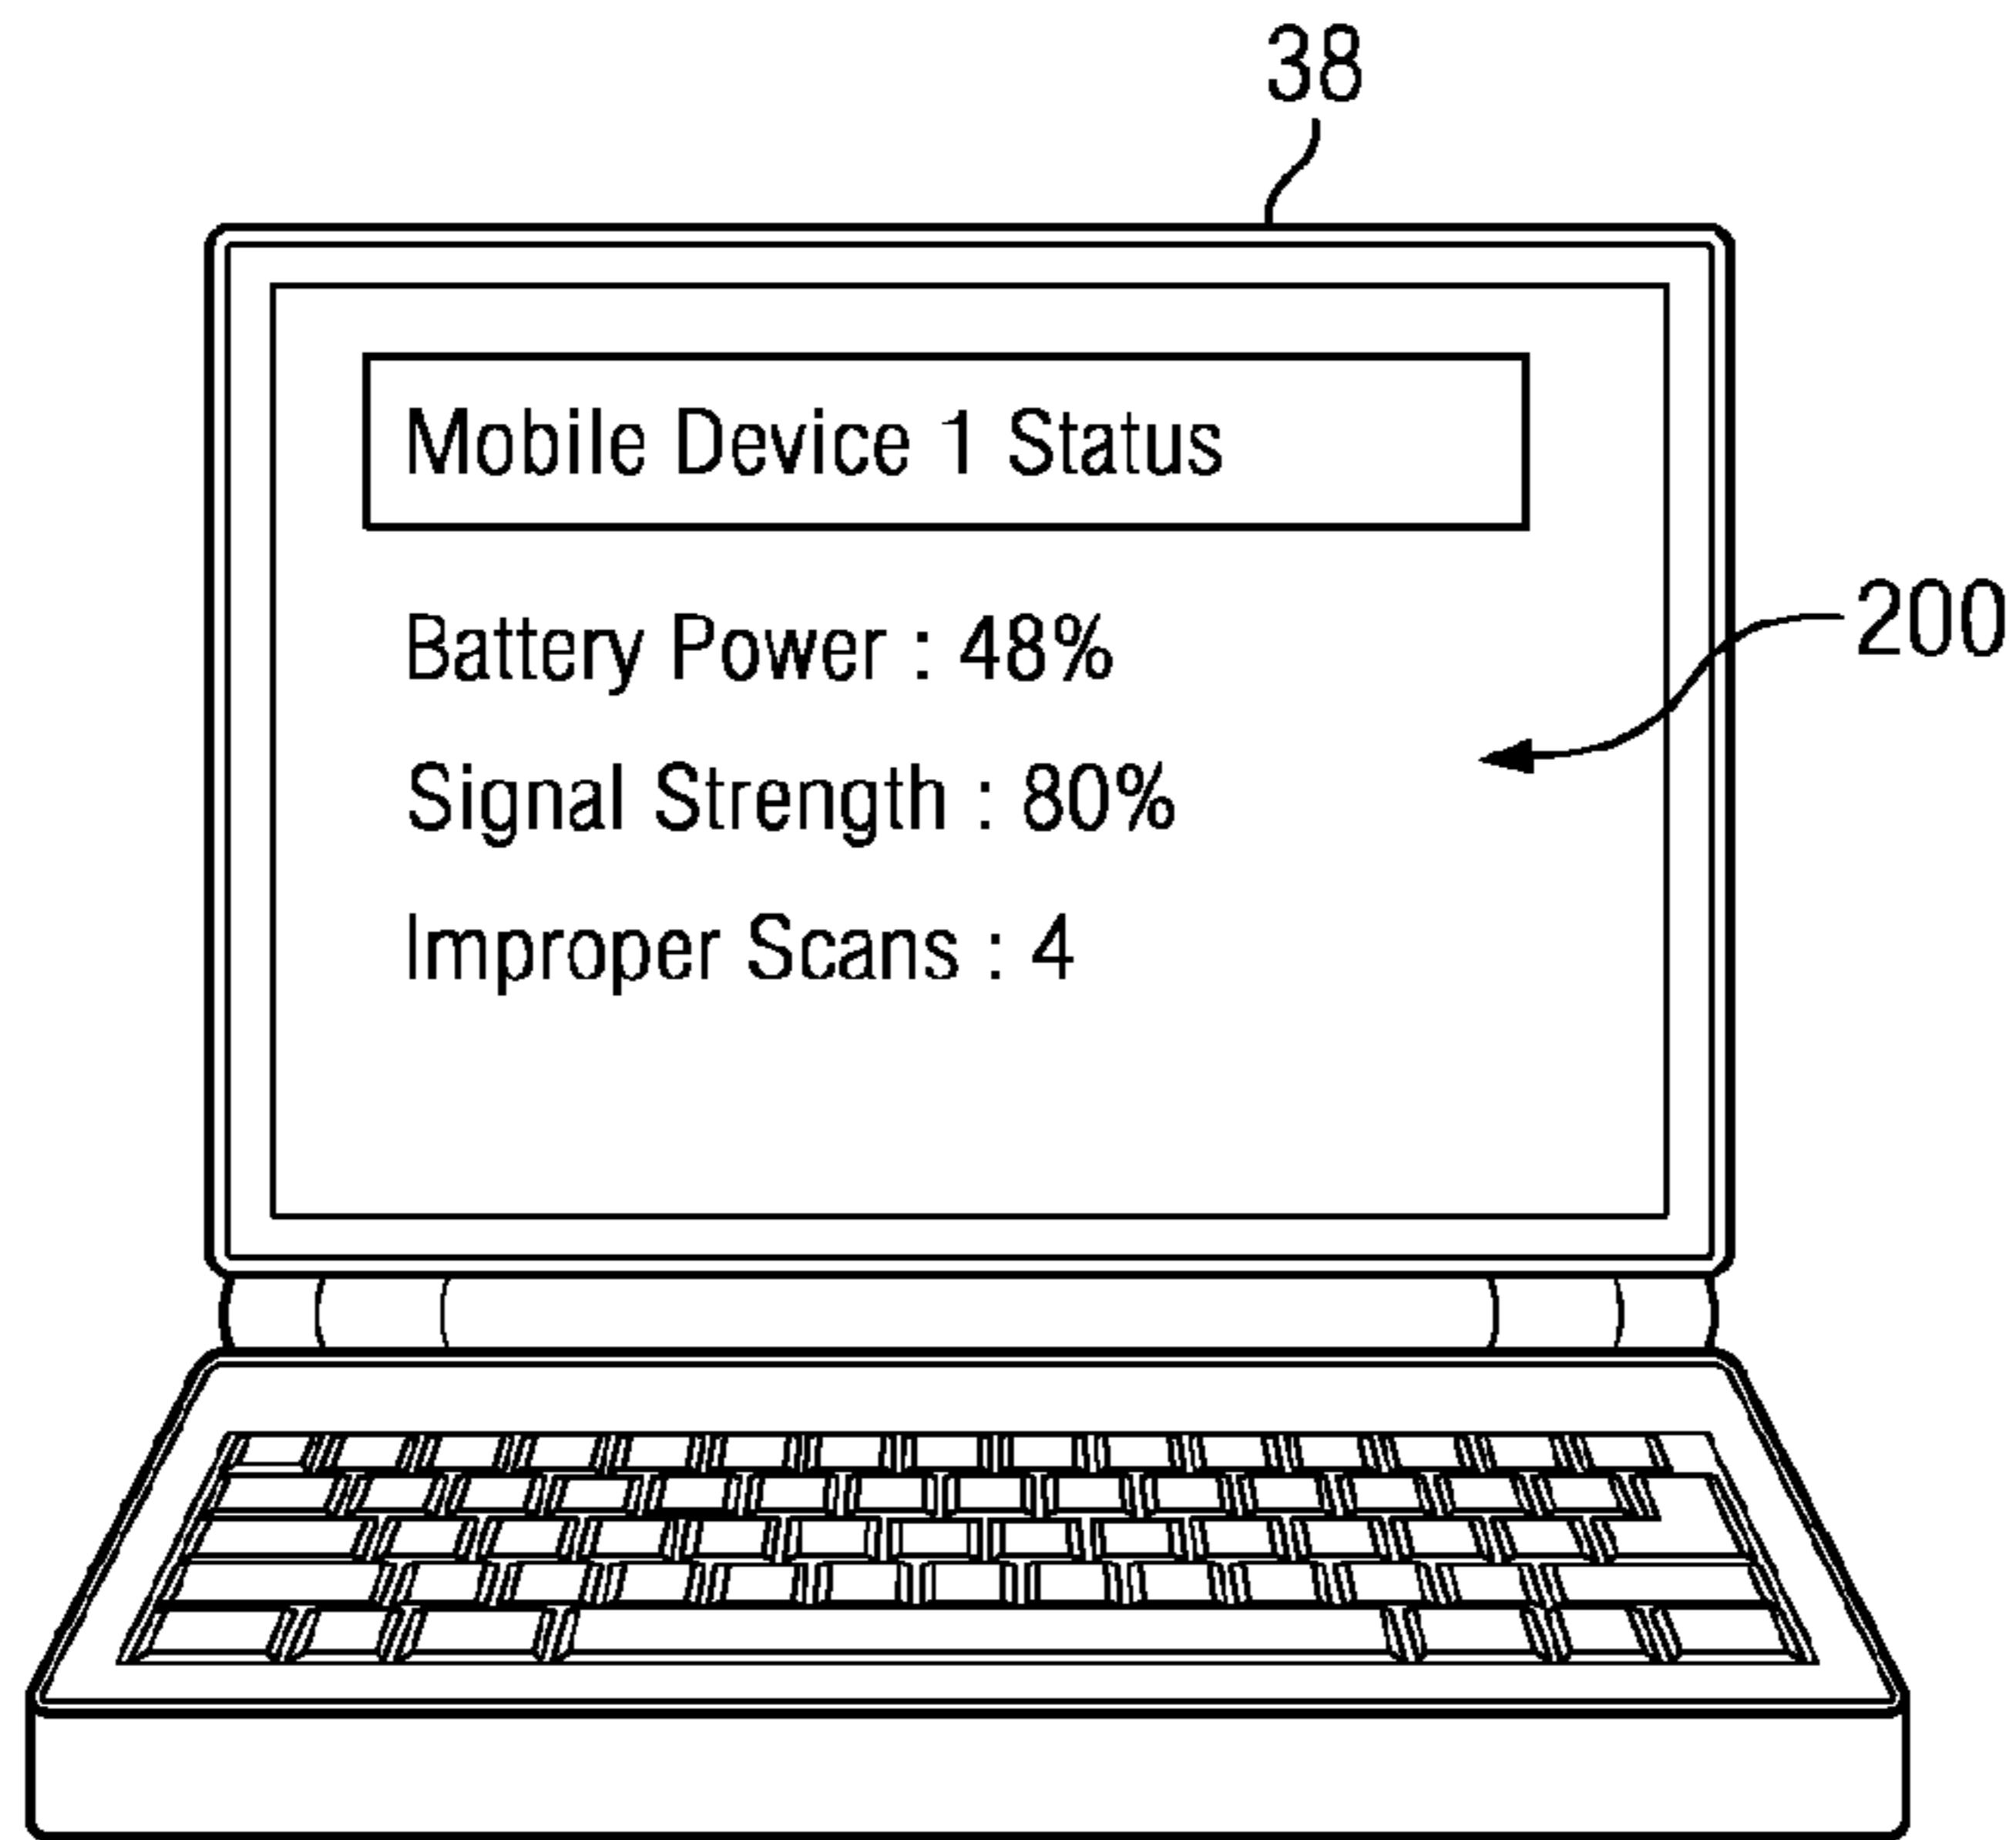 38
Mobile Device 1 Status
Battery Power : 48%
200
Signal Strength : 80%
Improper Scans : 4